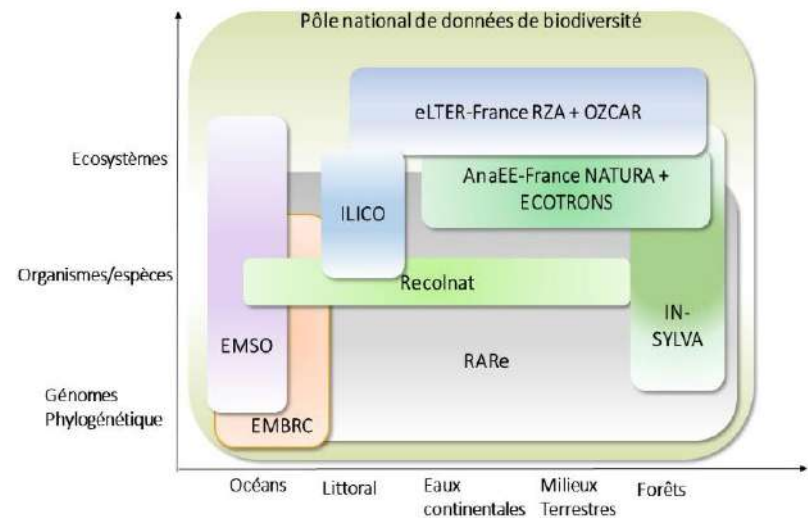 Pôle national de données de biodiversité
eLTER-France RZA + OZCAR
Ecosystèmes
AnaEE-France NATURA +
ECOTRONS
ILICO
Organismes/espèces
Recolnat
IN-
SYLVA
EMSO
RARe
Génomes
Phylogénétique
EMBRC
Océans
Littoral
Eaux
continentales
Milieux
Terrestres
Forêts